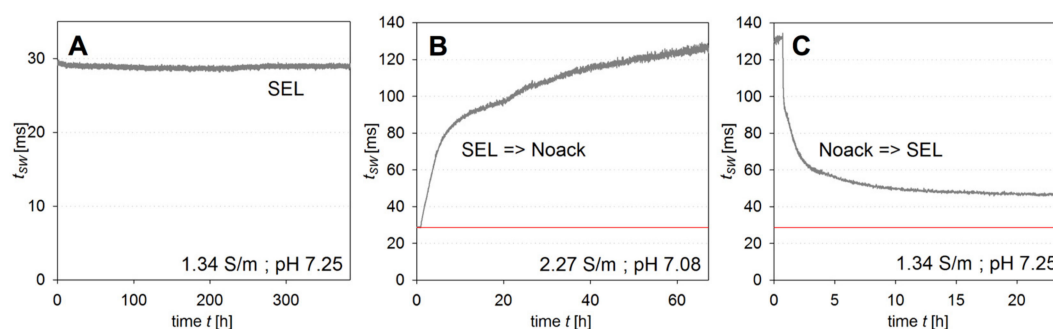 A
t_SW [ms]
30
20
10
0
SEL
1.34 S/m ; pH 7.25
0
100
200
300
time t [h]
B
t_SW [ms]
140
120
100
80
60
40
20
0
SEL => Noack
2.27 S/m ; pH 7.08
0
20
40
60
time t [h]
C
t_SW [ms]
140
120
100
80
60
40
20
0
Noack => SEL
1.34 S/m ; pH 7.25
0
5
10
15
20
time t [h]